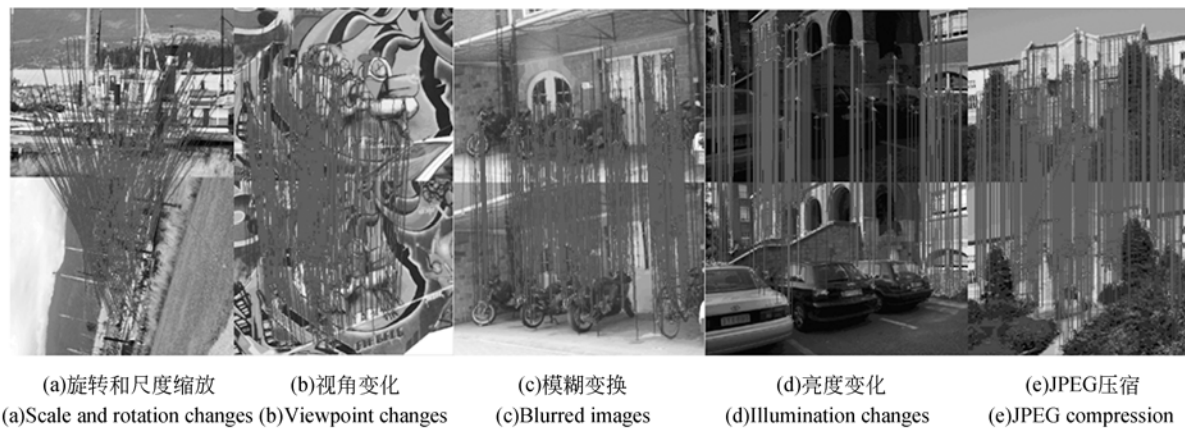 (a)旋转和尺度缩放 (b)视角变化 (c)模糊变换 (d)亮度变化 (e)JPEG压宿
(a)Scale and rotation changes (b)Viewpoint changes (c)Blurred images (d)Illumination changes (e)JPEG compression